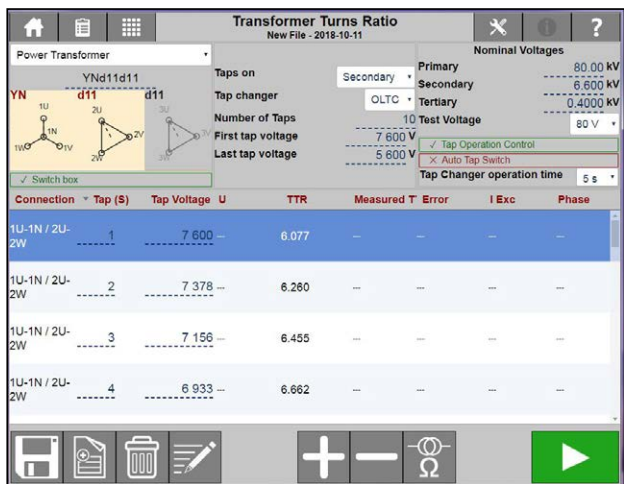 Transformer Turns Ratio
New File - 2018-10-11
?
Power Transformer
YNd11d11
YN
d11
d11
1U
1N
1W
1V
2U
2V
2W
3U
3V
3W
✓ Switch box
Taps on
Secondary
Tap changer
OLTC
Number of Taps
10
First tap voltage
7 600 V
Last tap voltage
5 600 V
Nominal Voltages
Primary
80.00 kV
Secondary
6.600 kV
Tertiary
0.4000 kV
Test Voltage
80 V
✓ Tap Operation Control
✕ Auto Tap Switch
Tap Changer operation time
5 s
Connection Tap (S) Tap Voltage U TTR Measured T Error I Exc Phase
1U-1N / 2U-
2W
1 7 600 -- 6.077 --- --- --- ---
1U-1N / 2U-
2W
2 7 378 -- 6.260 --- --- --- ---
1U-1N / 2U-
2W
3 7 156 -- 6.455 --- --- --- ---
1U-1N / 2U-
2W
4 6 933 -- 6.662 --- --- --- ---
Ω